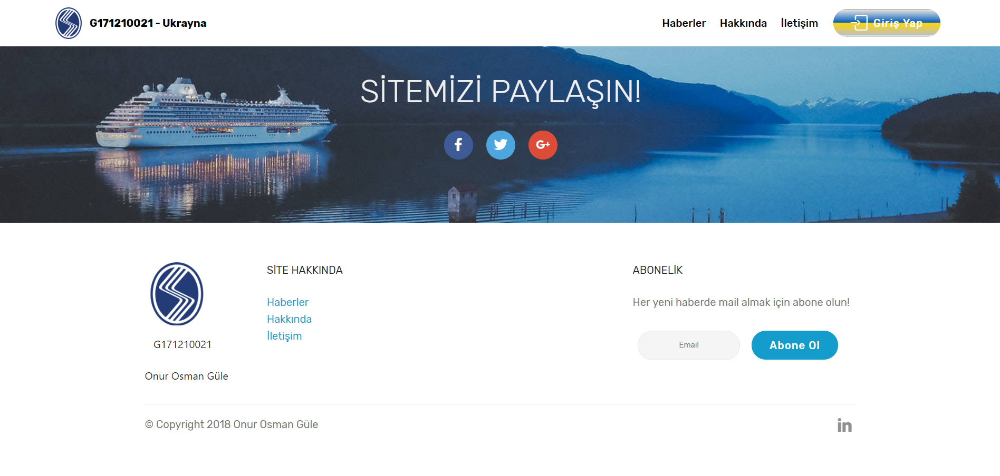 G171210021 - Ukrayna
Haberler
Hakkında
İletişim
Giriş Yap
SİTEMİZİ PAYLAŞIN!
G171210021
Onur Osman Güle
SİTE HAKKINDA
Haberler
Hakkında
İletişim
ABONELİK
Her yeni haberde mail almak için abone olun!
Email
Abone Ol
© Copyright 2018 Onur Osman Güle